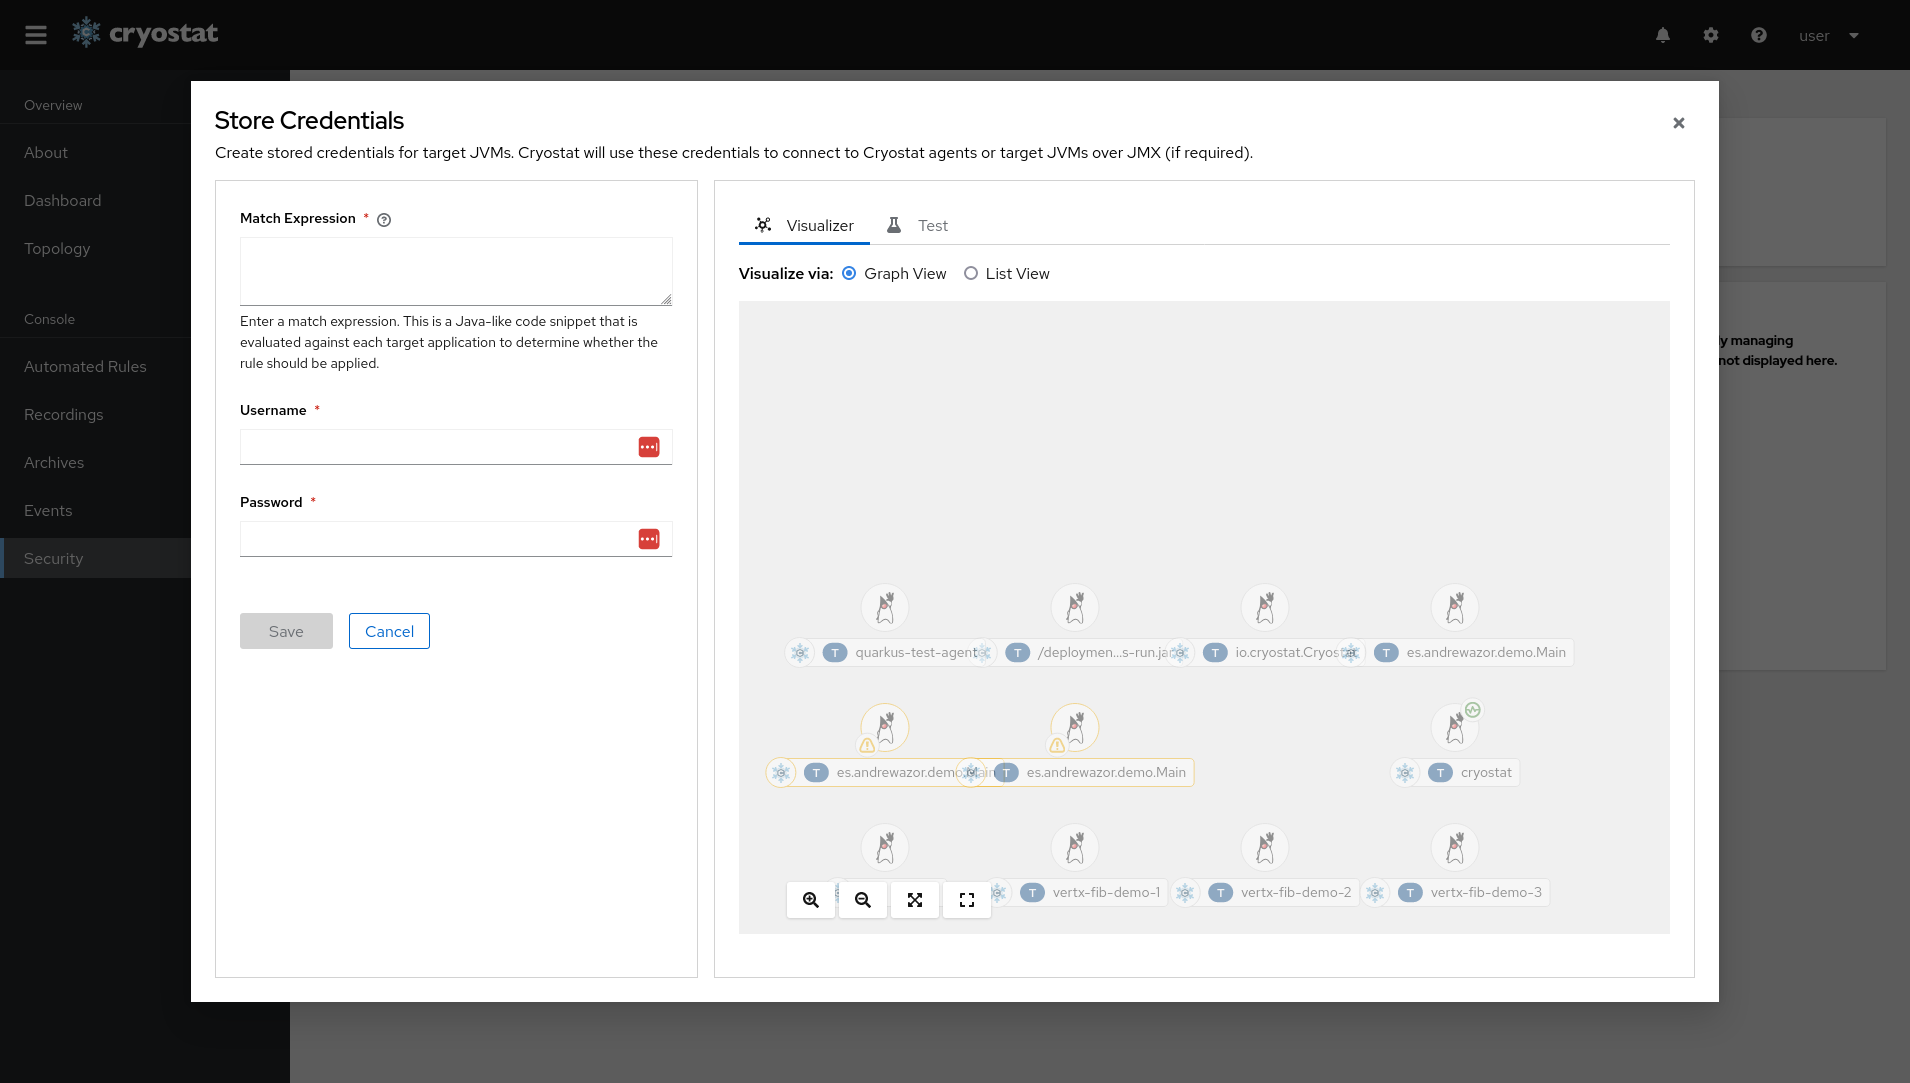 cryostat
user
Overview
About
Dashboard
Topology
Console
Automated Rules
Recordings
Archives
Events
Security
Store Credentials
Create stored credentials for target JVMs. Cryostat will use these credentials to connect to Cryostat agents or target JVMs over JMX (if required).
Match Expression *
Enter a match expression. This is a Java-like code snippet that is
evaluated against each target application to determine whether the
rule should be applied.
Username *
Password *
Save Cancel
Visualizer Test
Visualize via: Graph View List View
T quarkus-test-agent T /deploymen...s-run.ja T io.cryostat.Cryos T es.andrewazor.demo.Main
T es.andrewazor.demo.Main T es.andrewazor.demo.Main T cryostat
T vertx-fib-demo-1 T vertx-fib-demo-2 T vertx-fib-demo-3
y managing
not displayed here.